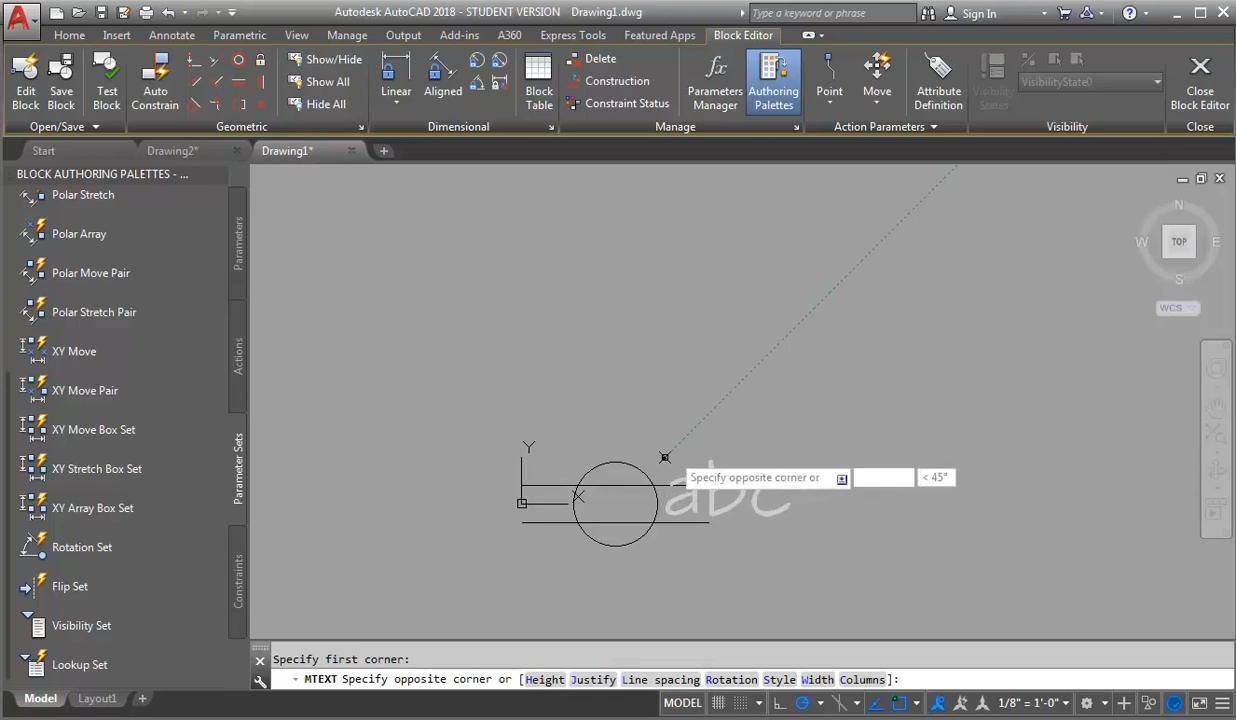 Autodesk AutoCAD 2018 - STUDENT VERSION Drawing1.dwg Type a keyword or phrase Sign In
Home Insert Annotate Parametric View Manage Output Add-ins A360 Express Tools Featured Apps Block Editor
Edit Block
Save Block
Test Block
Auto Constrain
Show/Hide
Show All
Hide All
Linear
Aligned
Block Table
Delete
Construction
Constraint Status
Parameters Manager
Authoring Palettes
Point
Move
Attribute Definition
Visibility States
VisibilityState0
Close Block Editor
Open/Save Geometric Dimensional Manage Action Parameters Visibility Close
Start Drawing2* Drawing1*
BLOCK AUTHORING PALETTES - ...
Polar Stretch
Polar Array
Polar Move Pair
Polar Stretch Pair
XY Move
XY Move Pair
XY Move Box Set
XY Stretch Box Set
XY Array Box Set
Rotation Set
Flip Set
Visibility Set
Lookup Set
Parameters
Actions
Parameter Sets
Constraints
N
W TOP E
S
WCS
Y
Specify opposite corner or < 45°
abc
Specify first corner:
MTEXT Specify opposite corner or [Height Justify Line spacing Rotation Style Width Columns]:
Model Layout1
MODEL 1/8" = 1'-0"